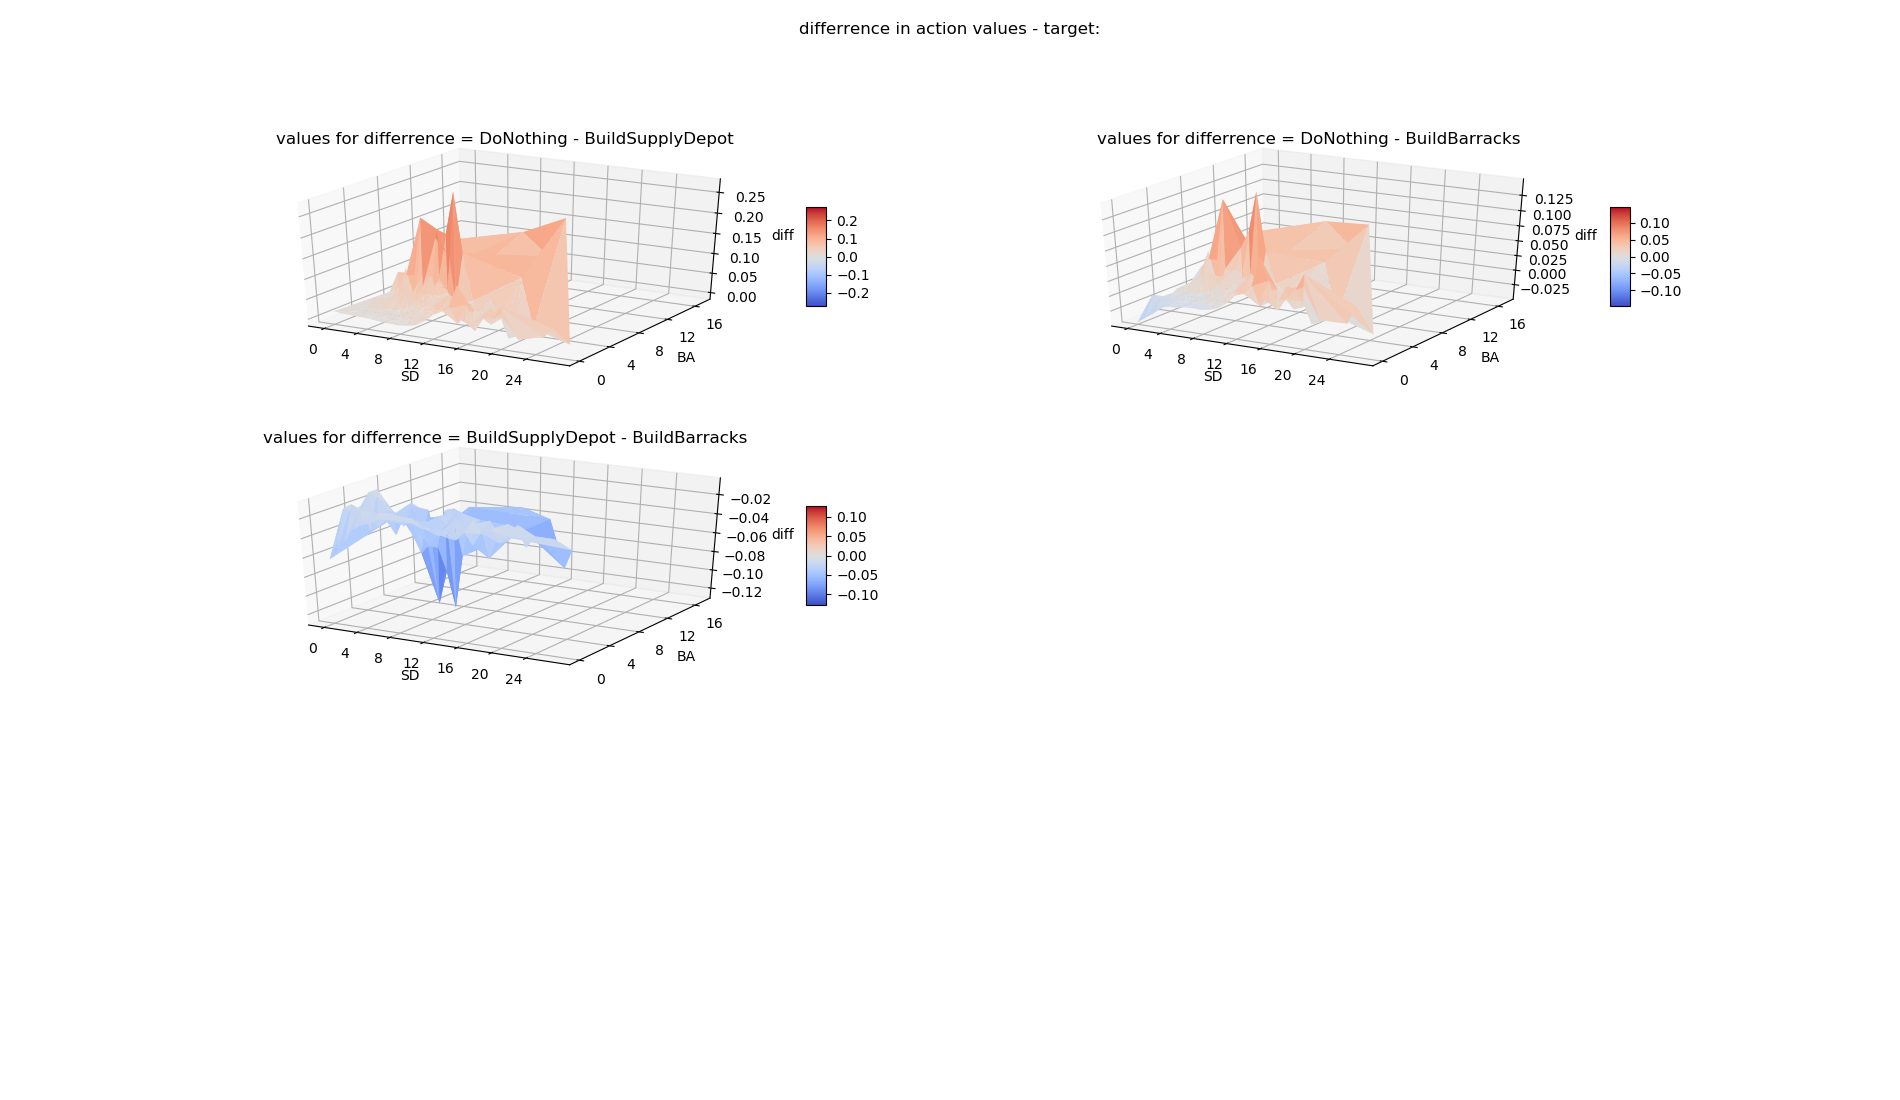 differrence in action values - target:
values for differrence = DoNothing - BuildSupplyDepot
0.25
0.20
0.15
0.10
0.05
0.00
diff
0.2
0.1
0.0
−0.1
−0.2
0 4 8 12 16 20 24
SD
0 4 8 12 16
BA
values for differrence = DoNothing - BuildBarracks
0.125
0.100
0.075
0.050
0.025
0.000
−0.025
diff
0.10
0.05
0.00
−0.05
−0.10
0 4 8 12 16 20 24
SD
0 4 8 12 16
BA
values for differrence = BuildSupplyDepot - BuildBarracks
−0.02
−0.04
−0.06
−0.08
−0.10
−0.12
diff
0.10
0.05
0.00
−0.05
−0.10
0 4 8 12 16 20 24
SD
0 4 8 12 16
BA